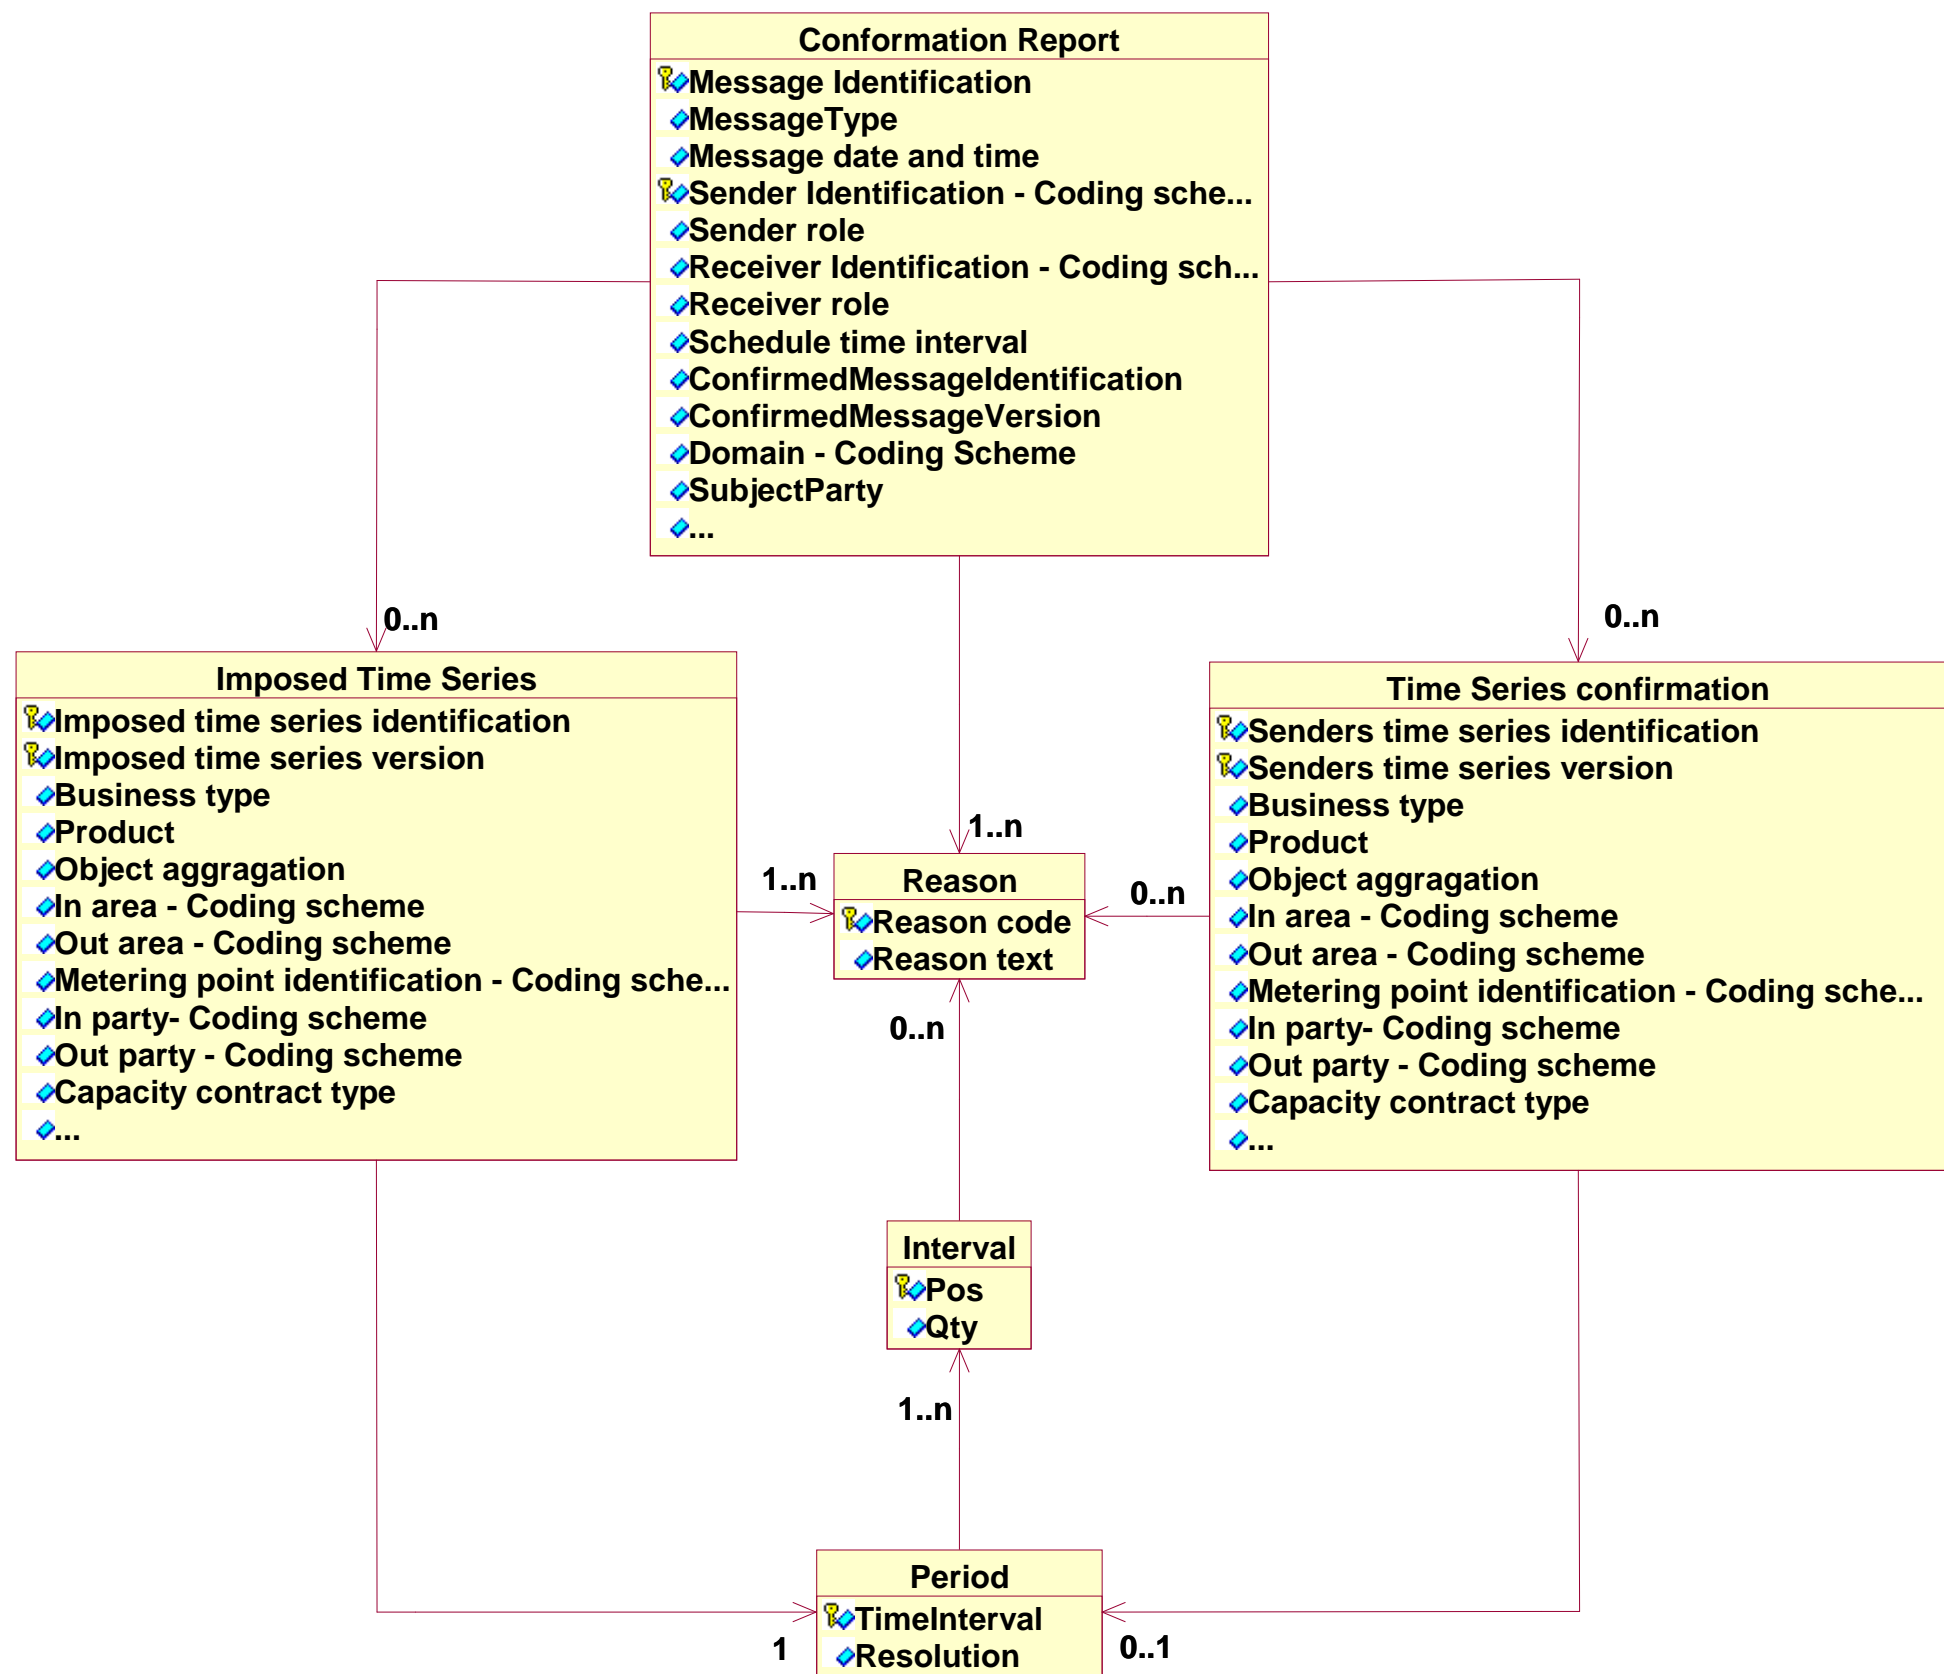 Conformation Report
Message Identification
MessageType
Message date and time
Sender Identification - Coding sche...
Sender role
Receiver Identification - Coding sch...
Receiver role
Schedule time interval
ConfirmedMessageIdentification
ConfirmedMessageVersion
Domain - Coding Scheme
SubjectParty
...
0..n
0..n
Imposed Time Series
Imposed time series identification
Imposed time series version
Business type
Product
Object aggragation
In area - Coding scheme
Out area - Coding scheme
Metering point identification - Coding sche...
In party- Coding scheme
Out party - Coding scheme
Capacity contract type
...
Time Series confirmation
Senders time series identification
Senders time series version
Business type
Product
Object aggragation
In area - Coding scheme
Out area - Coding scheme
Metering point identification - Coding sche...
In party- Coding scheme
Out party - Coding scheme
Capacity contract type
...
1..n
1..n
0..n
Reason
Reason code
Reason text
0..n
Interval
Pos
Qty
1..n
Period
TimeInterval
Resolution
1
0..1